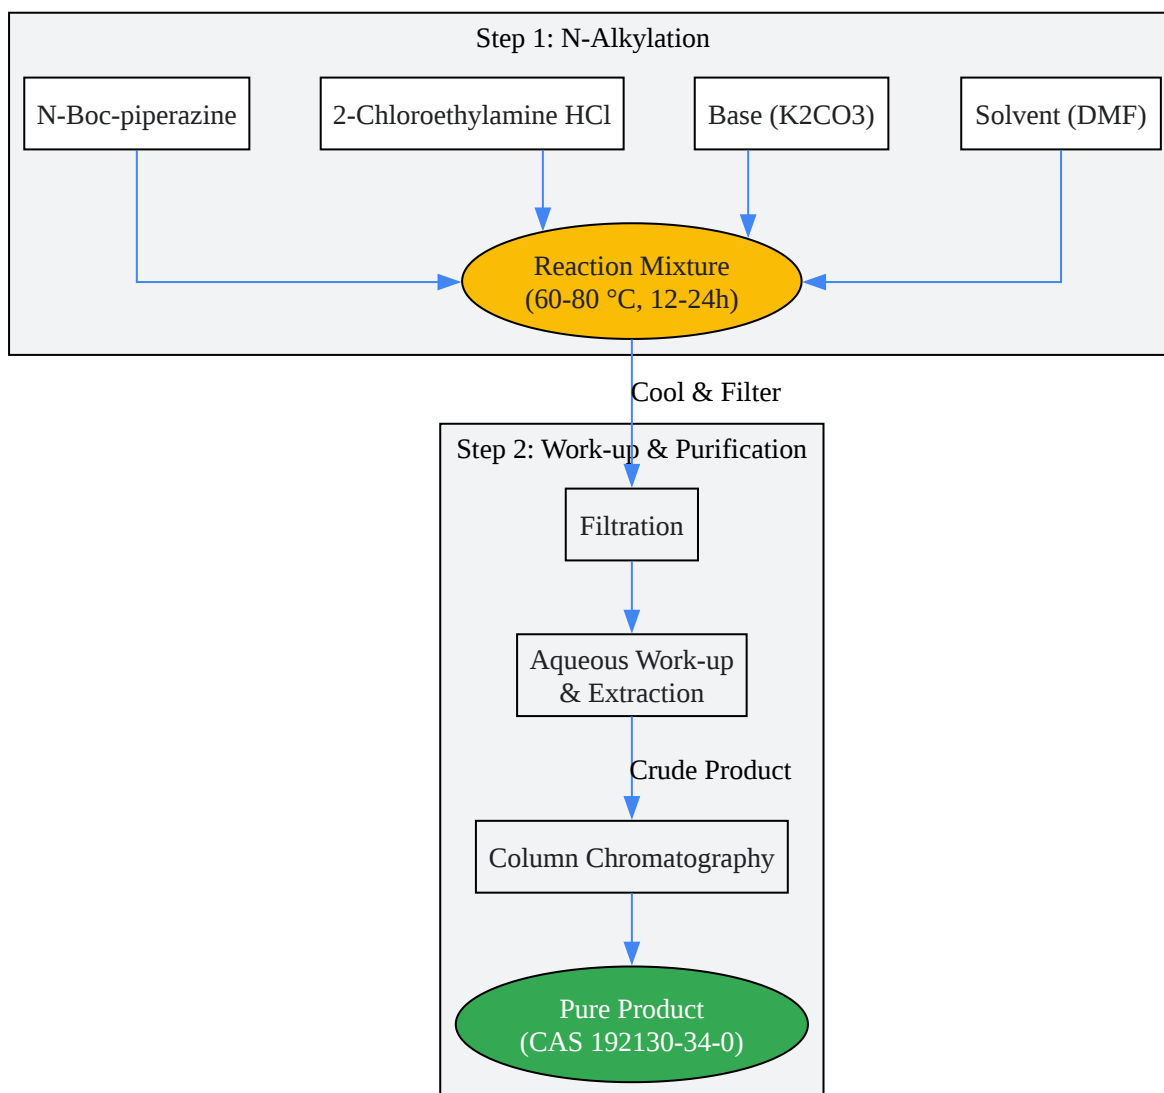 Step 1: N-Alkylation
N-Boc-piperazine
2-Chloroethylamine HCl
Base (K2CO3)
Solvent (DMF)
Reaction Mixture
(60-80 °C, 12-24h)
Cool & Filter
Step 2: Work-up & Purification
Filtration
Aqueous Work-up
& Extraction
Crude Product
Column Chromatography
Pure Product
(CAS 192130-34-0)